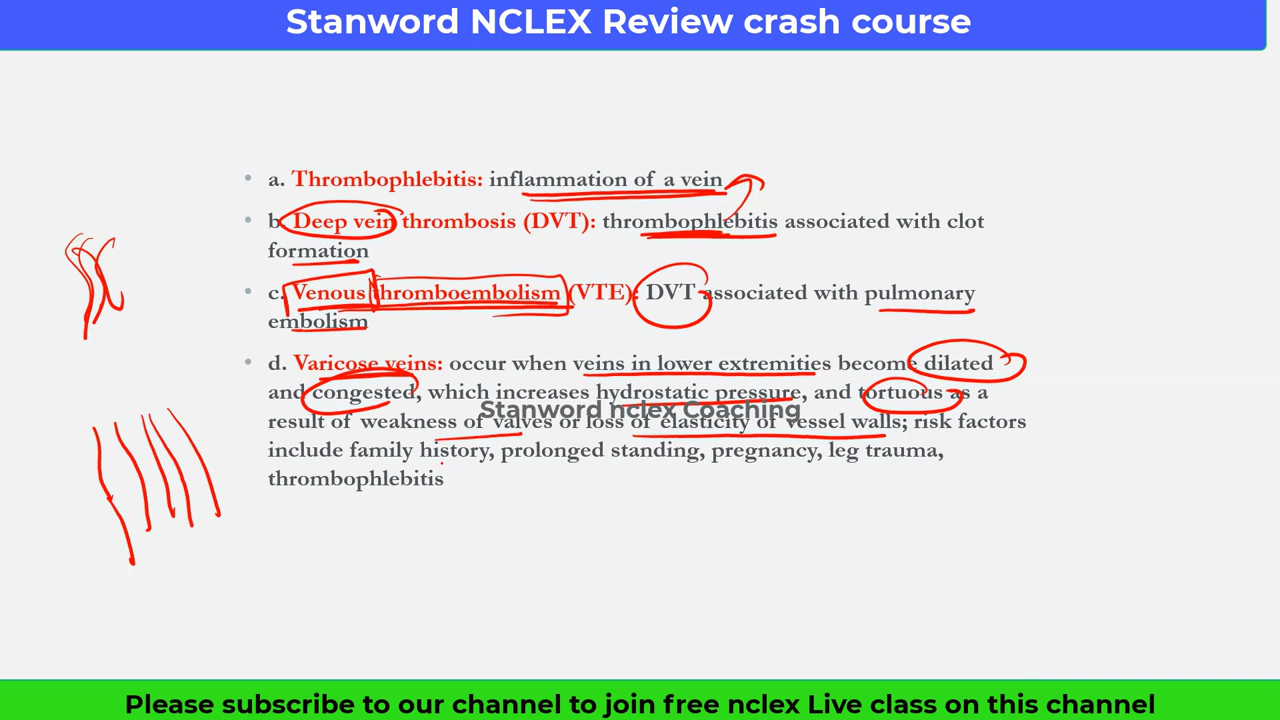 Stanword NCLEX Review crash course
• a. Thrombophlebitis: inflammation of a vein
• b. Deep vein thrombosis (DVT): thrombophlebitis associated with clot
formation
• c. Venous thromboembolism (VTE): DVT associated with pulmonary
embolism
• d. Varicose veins: occur when veins in lower extremities become dilated
and congested, which increases hydrostatic pressure, and tortuous as a
Stanword nclex Coaching
result of weakness of valves or loss of elasticity of vessel walls; risk factors
include family history, prolonged standing, pregnancy, leg trauma,
thrombophlebitis
Please subscribe to our channel to join free nclex Live class on this channel